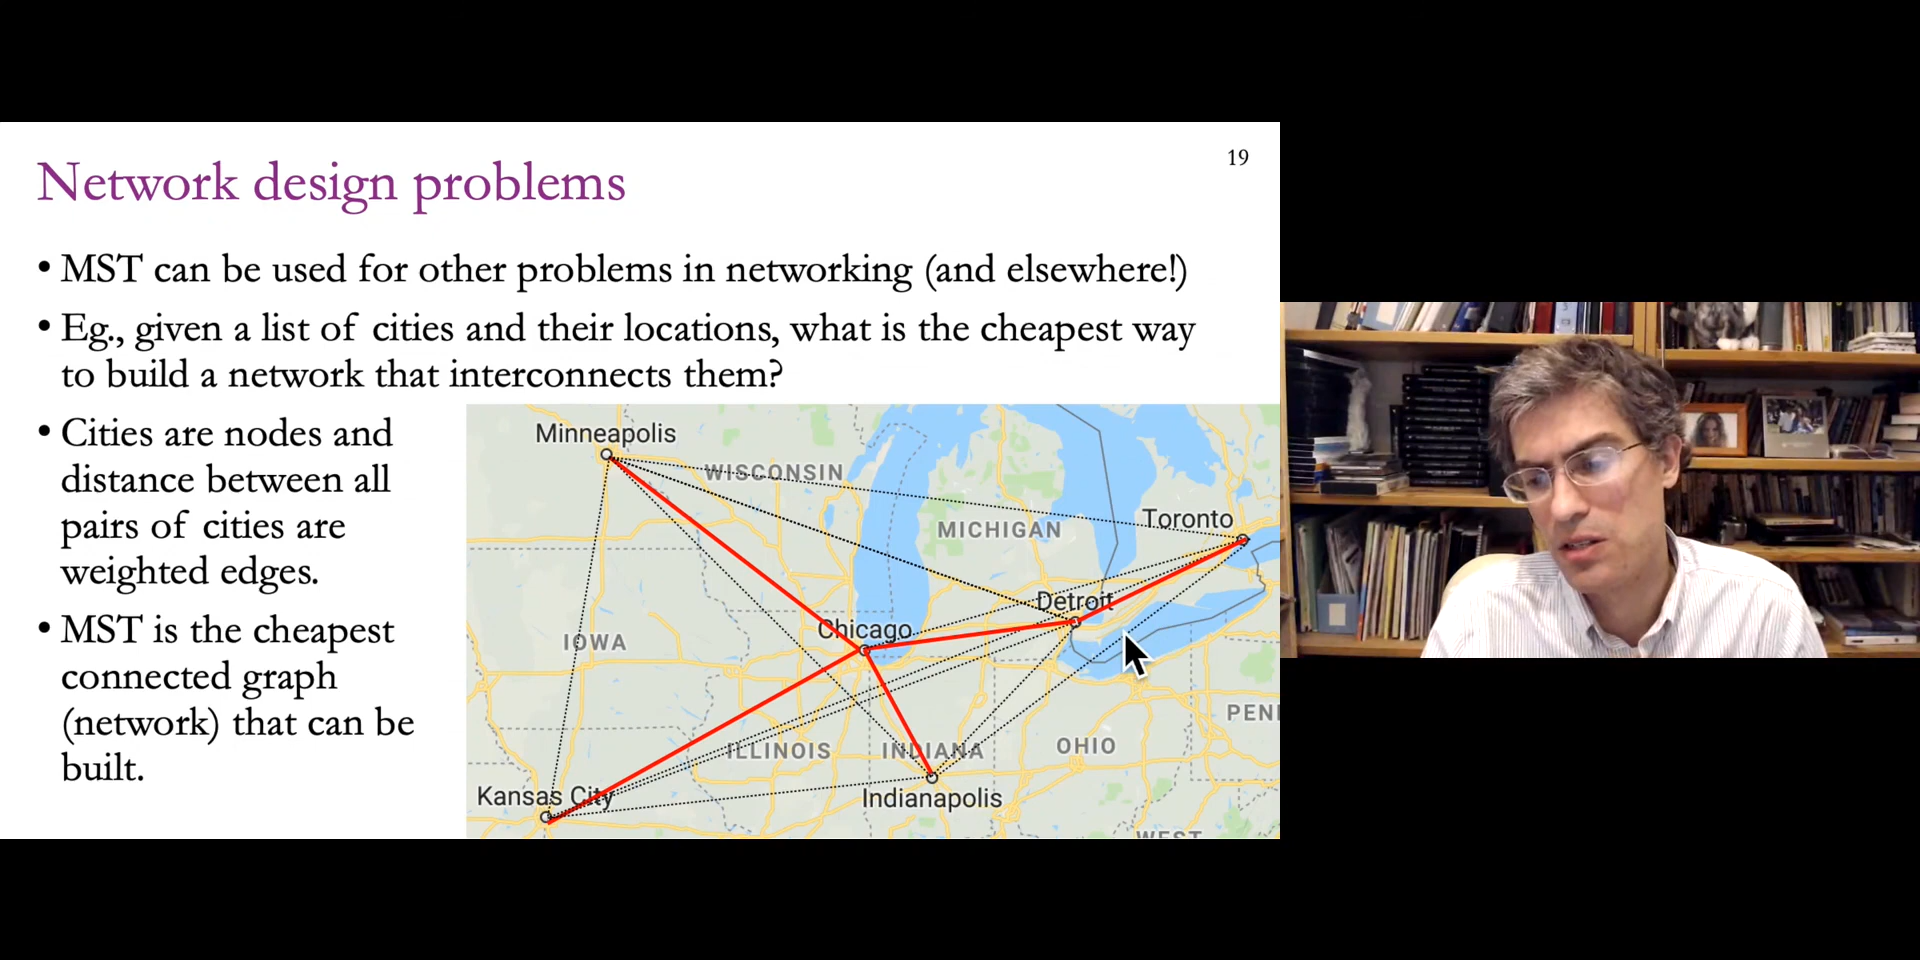 19
Network design problems
• MST can be used for other problems in networking (and elsewhere!)
• Eg., given a list of cities and their locations, what is the cheapest way
to build a network that interconnects them?
• Cities are nodes and
distance between all
pairs of cities are
weighted edges.
• MST is the cheapest
connected graph
(network) that can be
built.
Minneapolis
WISCONSIN
MICHIGAN
Toronto
Detroit
Chicago
IOWA
PEN
ILLINOIS
INDIANA
OHIO
Kansas City
Indianapolis
WEST